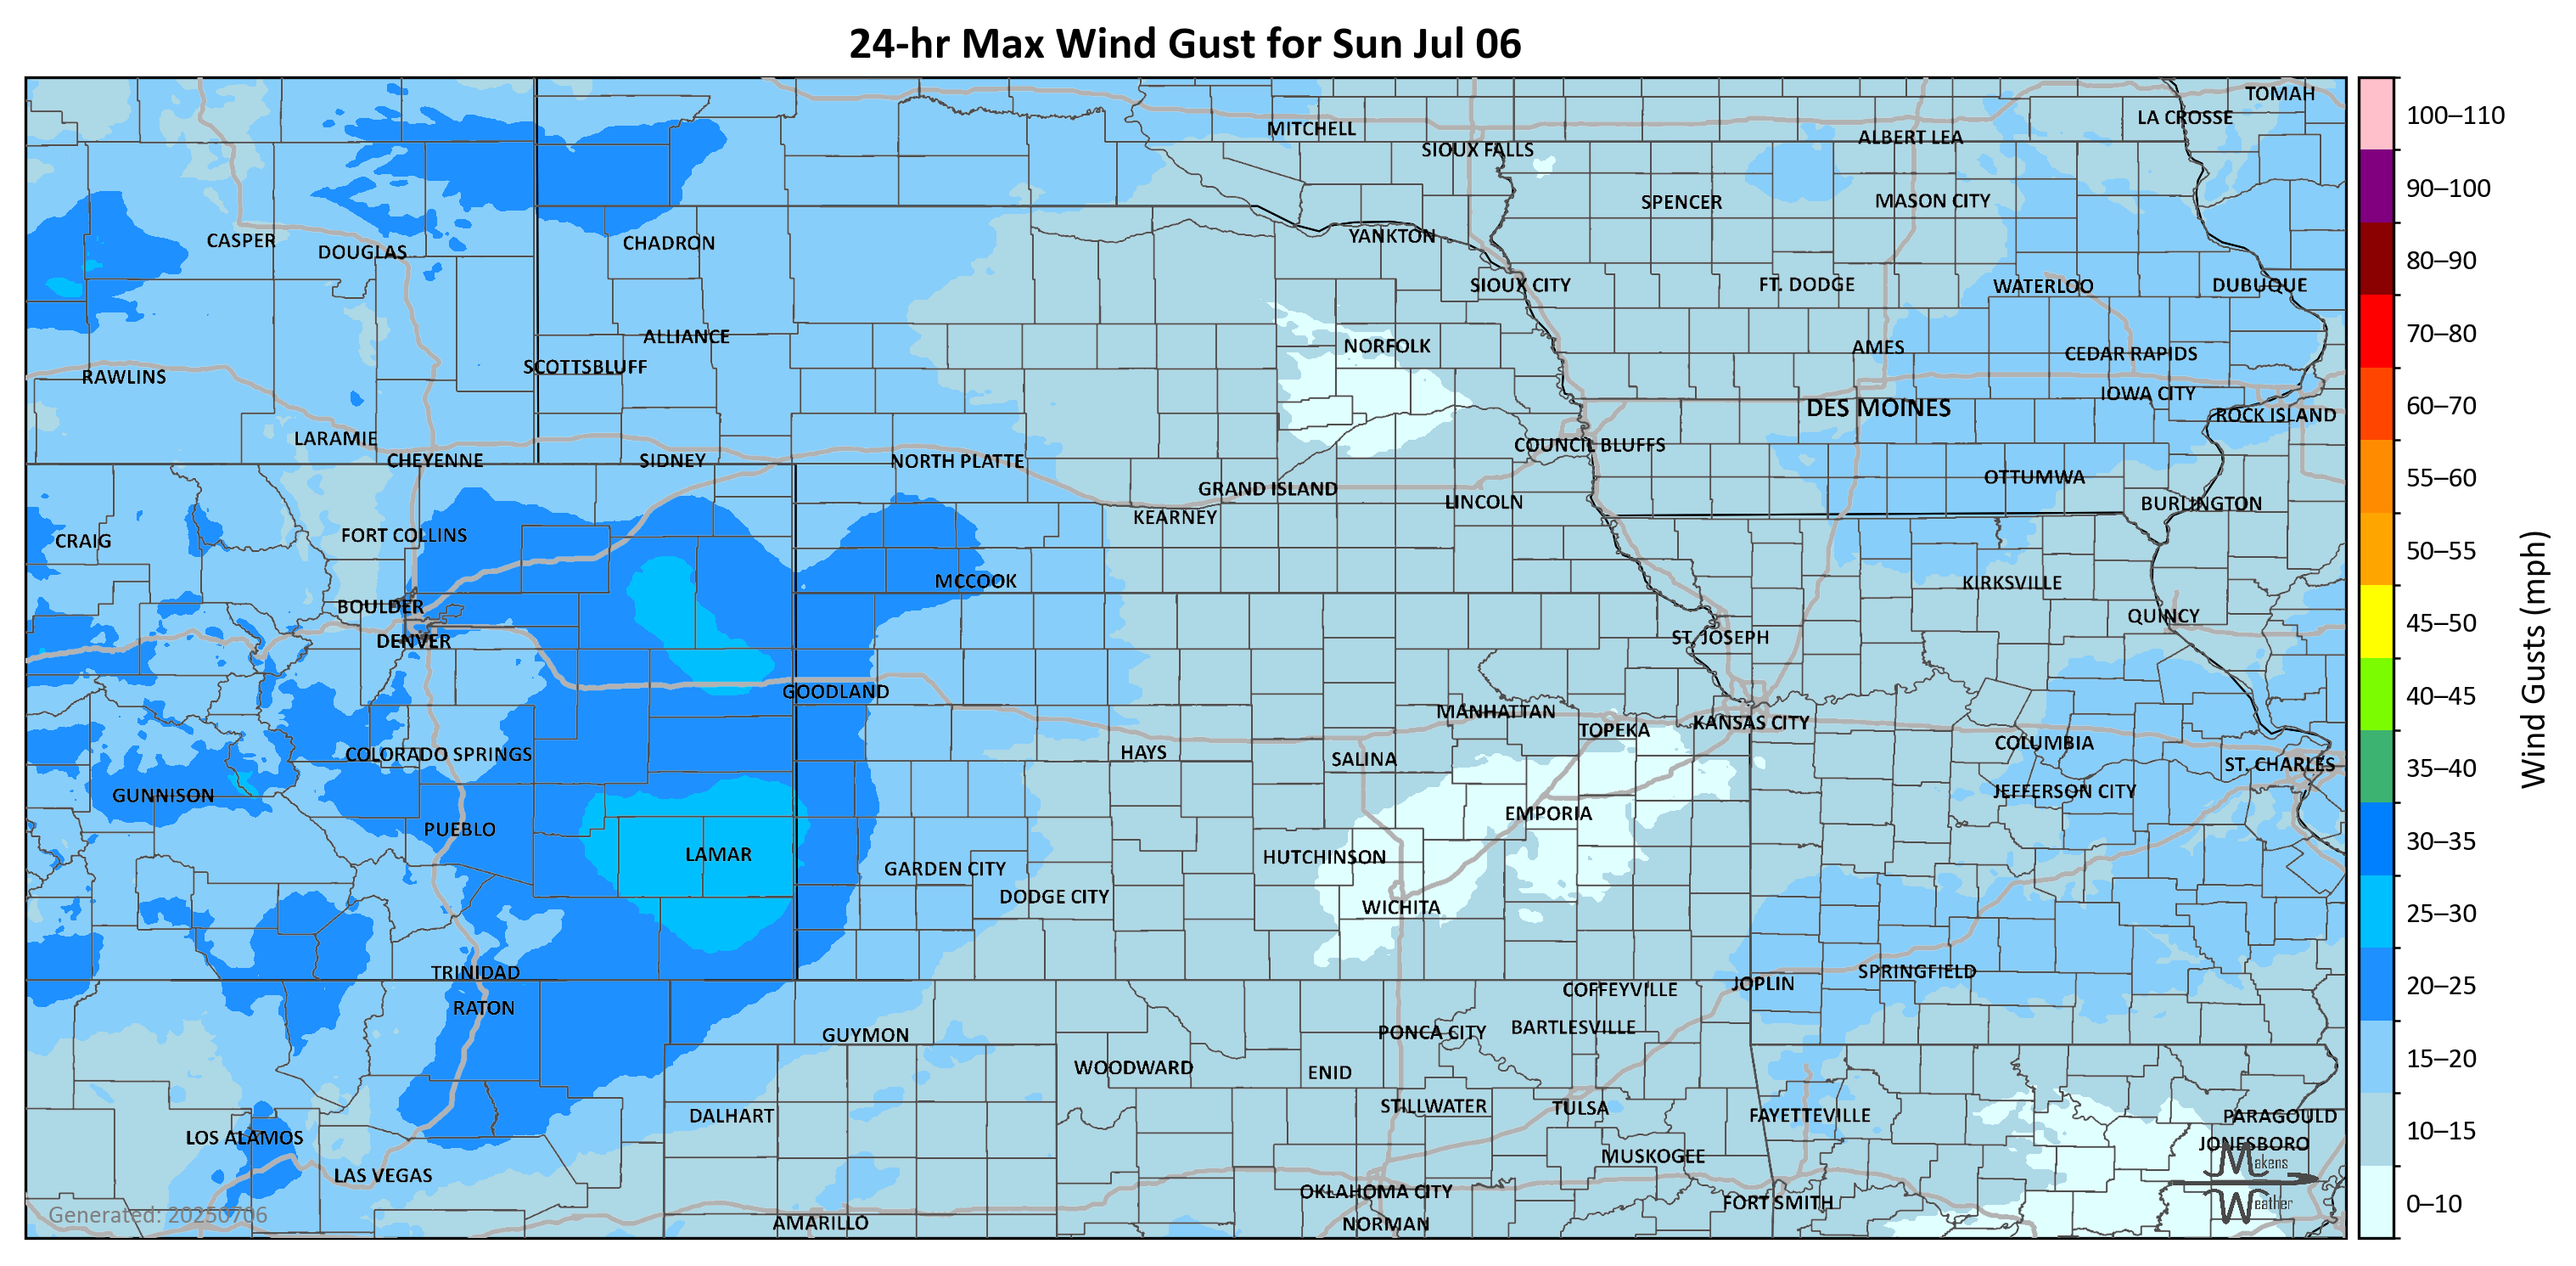 24-hr Max Wind Gust for Sun Jul 06
TOMAH
LA CROSSE
MITCHELL
ALBERT LEA
SIOUX FALLS
SPENCER
MASON CITY
CASPER
DOUGLAS
CHADRON
YANKTON
SIOUX CITY
FT. DODGE
WATERLOO
DUBUQUE
ALLIANCE
NORFOLK
AMES
CEDAR RAPIDS
SCOTTSBLUFF
RAWLINS
IOWA CITY
DES MOINES
ROCK ISLAND
LARAMIE
COUNCIL BLUFFS
CHEYENNE
SIDNEY
NORTH PLATTE
OTTUMWA
GRAND ISLAND
LINCOLN
BURLINGTON
KEARNEY
CRAIG
FORT COLLINS
MCCOOK
KIRKSVILLE
BOULDER
QUINCY
DENVER
ST. JOSEPH
GOODLAND
MANHATTAN
TOPEKA
KANSAS CITY
COLORADO SPRINGS
HAYS
SALINA
COLUMBIA
ST. CHARLES
GUNNISON
JEFFERSON CITY
EMPORIA
PUEBLO
LAMAR
HUTCHINSON
GARDEN CITY
DODGE CITY
WICHITA
TRINIDAD
SPRINGFIELD
JOPLIN
COFFEYVILLE
RATON
GUYMON
PONCA CITY
BARTLESVILLE
WOODWARD
ENID
DALHART
STILLWATER
TULSA
FAYETTEVILLE
PARAGOULD
LOS ALAMOS
JONESBORO
MUSKOGEE
LAS VEGAS
OKLAHOMA CITY
FORT SMITH
AMARILLO
NORMAN
Generated: 20250706
Makens
Weather
100–110
90–100
80–90
70–80
60–70
55–60
50–55
45–50
40–45
35–40
30–35
25–30
20–25
15–20
10–15
0–10
Wind Gusts (mph)